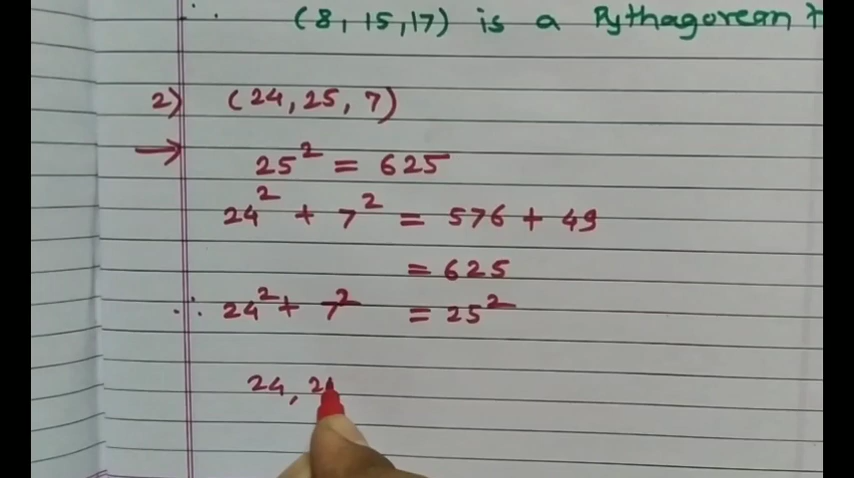 ∴ (8, 15, 17) is a Pythagorean
2) (24, 25, 7)
→ 25² = 625
24² + 7² = 576 + 49
= 625
∴ 24² + 7² = 25²
24, 2